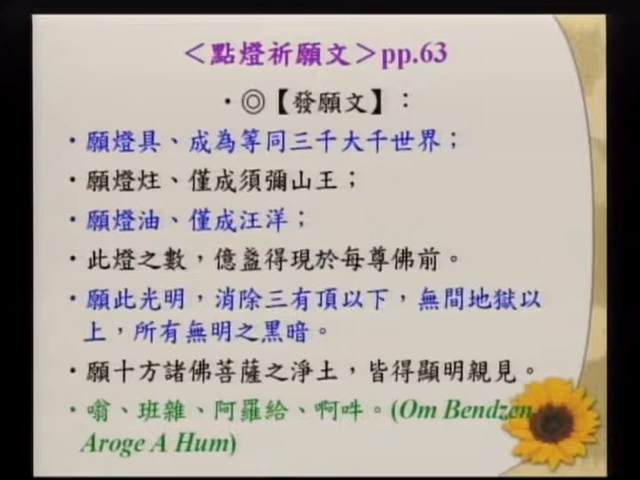 ＜點燈祈願文＞pp.63
•◎【發願文】：
•願燈具、成為等同三千大千世界；
•願燈炷、僅成須彌山王；
•願燈油、僅成汪洋；
•此燈之數，億盞得現於每尊佛前。
•願此光明，消除三有頂以下，無間地獄以
上，所有無明之黑暗。
•願十方諸佛菩薩之淨土，皆得顯明親見。
•嗡、班雜、阿羅給、啊吽。(Om Bendzen
Aroge A Hum)